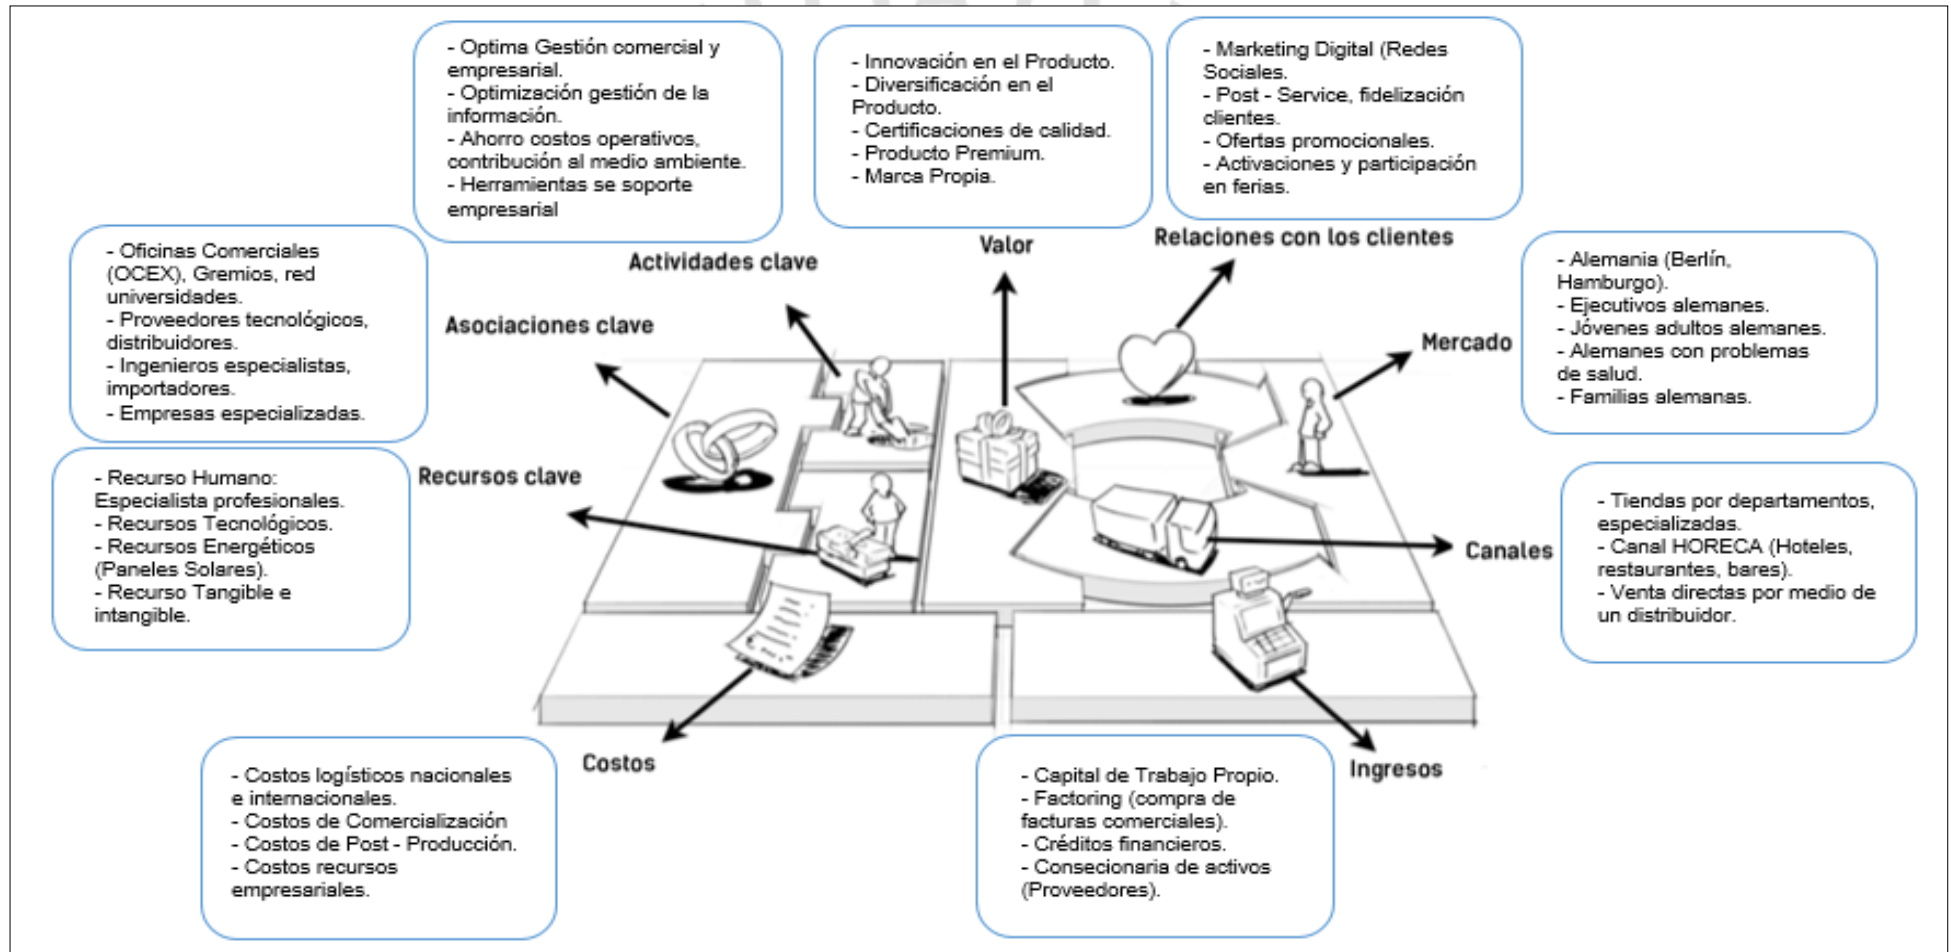 - Optima Gestión comercial y
empresarial.
- Optimización gestión de la
información.
- Ahorro costos operativos,
contribución al medio ambiente.
- Herramientas se soporte
empresarial
- Innovación en el Producto.
- Diversificación en el
Producto.
- Certificaciones de calidad.
- Producto Premium.
- Marca Propia.
- Marketing Digital (Redes
Sociales.
- Post - Service, fidelización
clientes.
- Ofertas promocionales.
- Activaciones y participación
en ferias.
- Oficinas Comerciales
(OCEX), Gremios, red
universidades.
- Proveedores tecnológicos,
distribuidores.
- Ingenieros especialistas,
importadores.
- Empresas especializadas.
Actividades clave
Valor
Relaciones con los clientes
- Alemania (Berlín,
Hamburgo).
- Ejecutivos alemanes.
- Jóvenes adultos alemanes.
- Alemanes con problemas
de salud.
- Familias alemanas.
Asociaciones clave
Mercado
- Recurso Humano:
Especialista profesionales.
- Recursos Tecnológicos.
- Recursos Energéticos
(Paneles Solares).
- Recurso Tangible e
intangible.
Recursos clave
Canales
- Tiendas por departamentos,
especializadas.
- Canal HORECA (Hoteles,
restaurantes, bares).
- Venta directas por medio de
un distribuidor.
Costos
Ingresos
- Costos logísticos nacionales
e internacionales.
- Costos de Comercialización
- Costos de Post - Producción.
- Costos recursos
empresariales.
- Capital de Trabajo Propio.
- Factoring (compra de
facturas comerciales).
- Créditos financieros.
- Consecionaria de activos
(Proveedores).